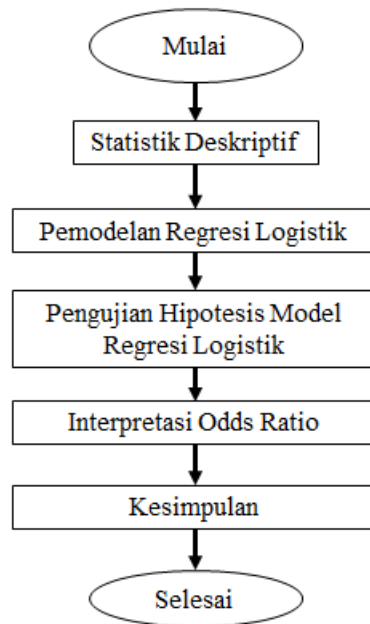 Mulai
Statistik Deskriptif
Pemodelan Regresi Logistik
Pengujian Hipotesis Model
Regresi Logistik
Interpretasi Odds Ratio
Kesimpulan
Selesai